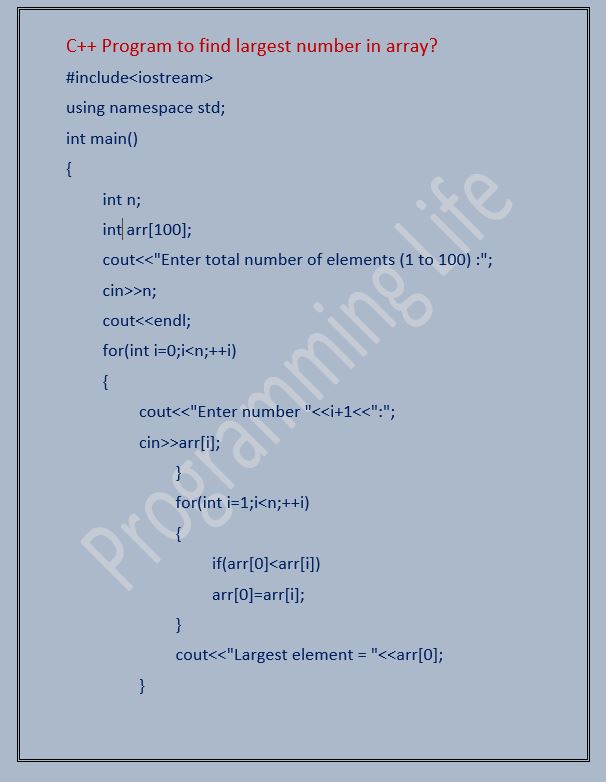 C++ Program to find largest number in array?
#include<iostream>
using namespace std;
int main()
{
int n;
int arr[100];
cout<<"Enter total number of elements (1 to 100) :";
cin>>n;
cout<<endl;
for(int i=0;i<n;++i)
{
cout<<"Enter number "<<i+1<<":";
cin>>arr[i];
}
for(int i=1;i<n;++i)
{
if(arr[0]<arr[i])
arr[0]=arr[i];
}
cout<<"Largest element = "<<arr[0];
}
Programming Life